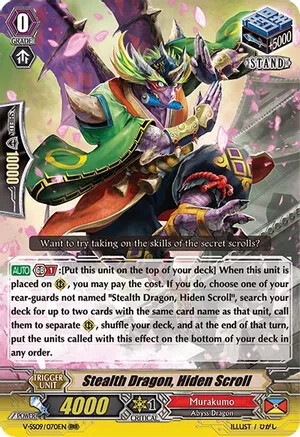 0
GRADE
+5000
STAND
SHIELD
10000
Want to try taking on the skills of the secret scrolls?
AUTO [1] :[Put this unit on the top of your deck] When this unit is
placed on , you may pay the cost. If you do, choose one of your
rear-guards not named "Stealth Dragon, Hiden Scroll", search your
deck for up to two cards with the same card name as that unit, call
them to separate , shuffle your deck, and at the end of that turn,
put the units called with this effect on the bottom of your deck in
any order.
TRIGGER
UNIT
Stealth Dragon, Hiden Scroll
POWER
4000
1
CRITICAL
Murakumo
Abyss Dragon
V-SS09/070EN RRR
ILLUST